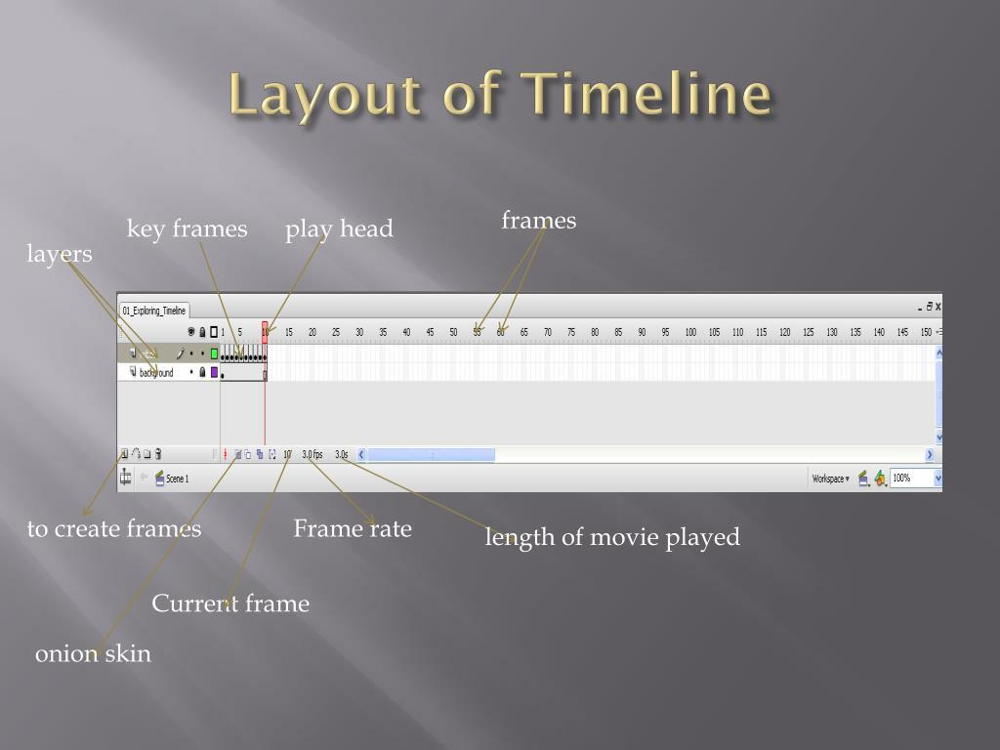 Layout of Timeline
frames
key frames
play head
layers
01_Exploring_Timeline
1 5 10 15 20 25 30 35 40 45 50 55 60 65 70 75 80 85 90 95 100 105 110 115 120 125 130 135 140 145 150
background
10 3.0 fps 3.0s
Scene 1
Workspace
100%
to create frames
Frame rate
length of movie played
Current frame
onion skin